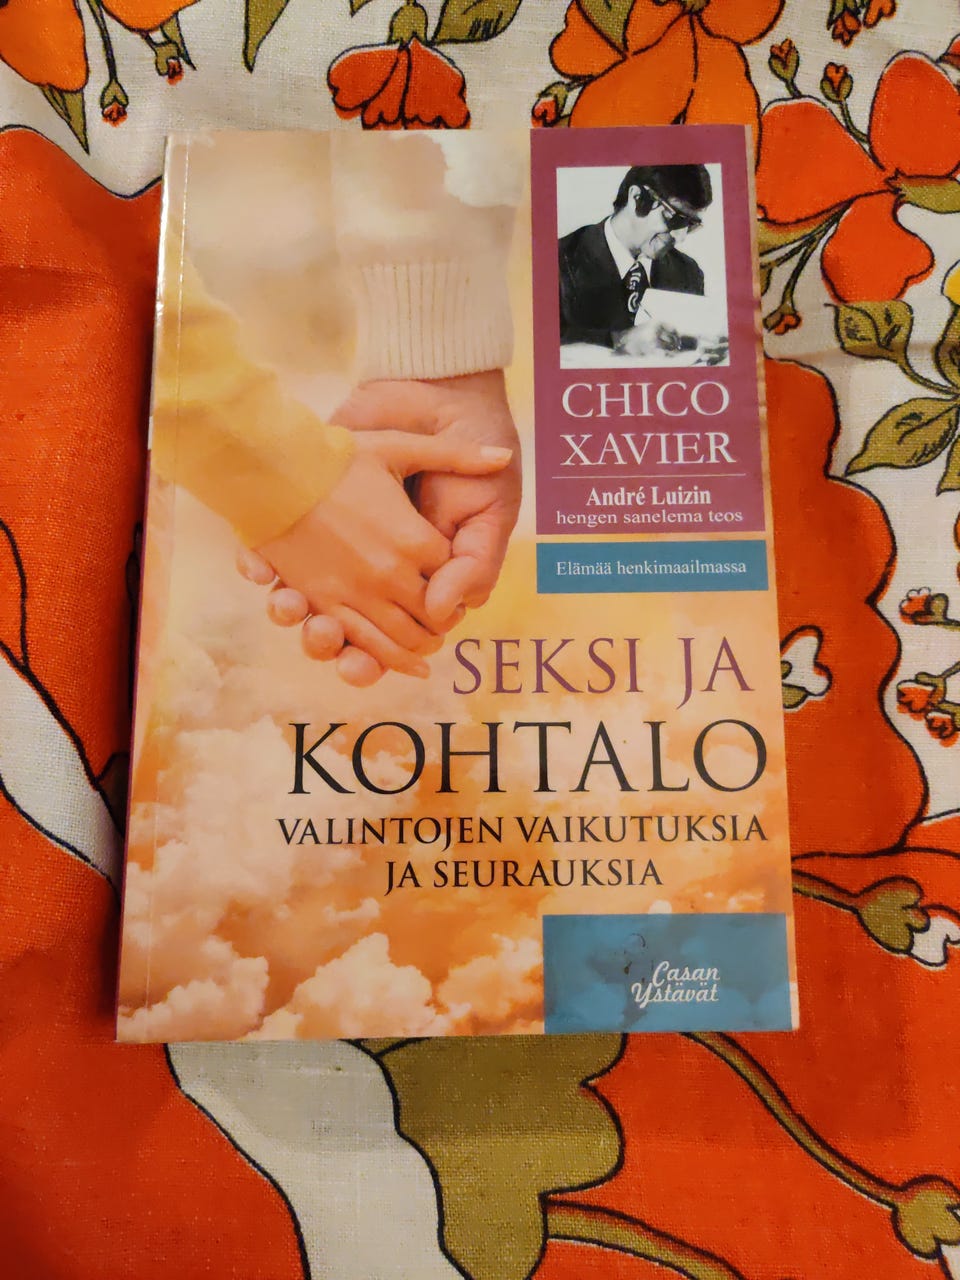 CHICO
XAVIER
André Luizin
hengen sanelema teos
Elämää henkimaailmassa
SEKSI JA
KOHTALO
VALINTOJEN VAIKUTUKSIA
JA SEURAUKSIA
Casan
Ystävät